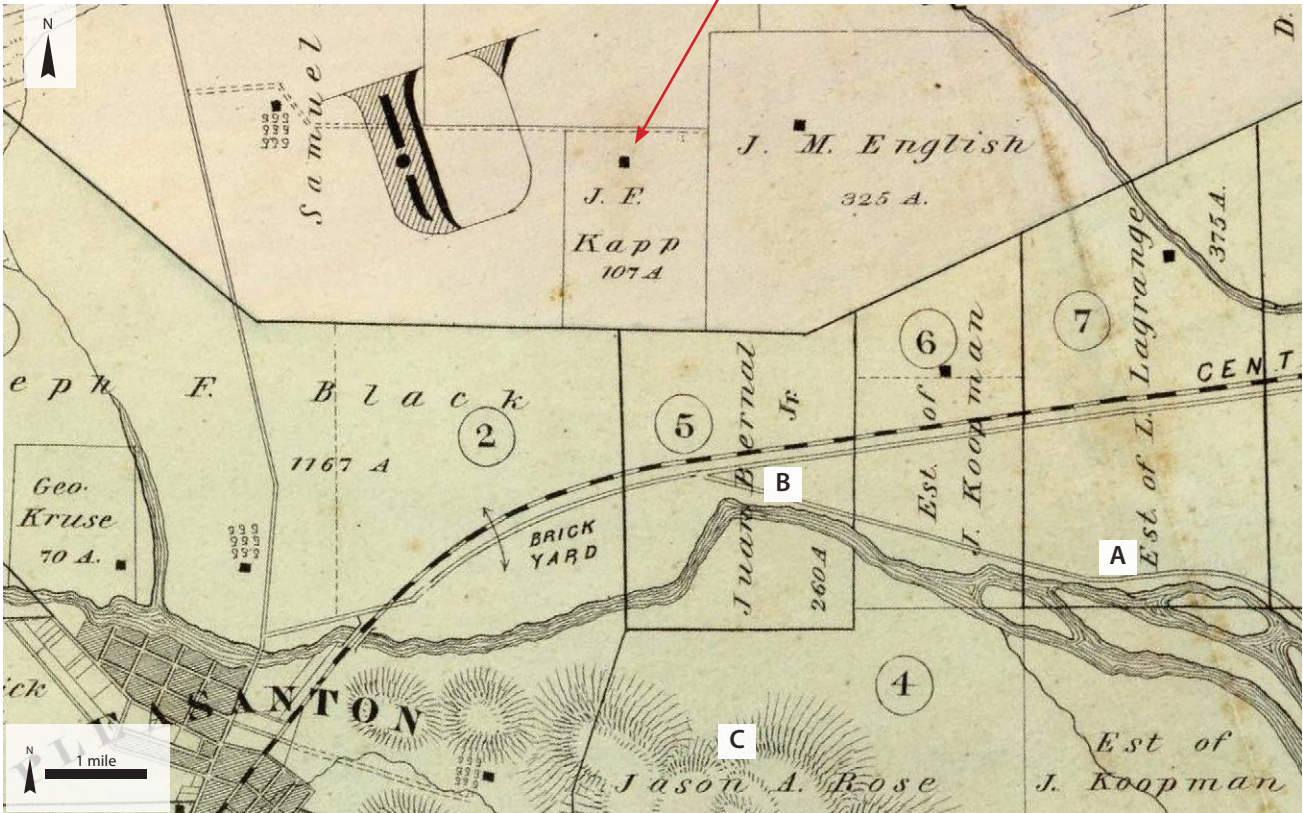 N
Samuel
J. F.
Kapp
107 A
J. M. English
325 A.
D.
375 A.
eph F. Black
2
1167 A
Geo.
Kruse
70 A.
BRICK
YARD
5
Juan Bernal
Jr.
260 A
B
6
Est. of
J. Koopman
7
Est of L. Lagrange
CENT
A
PLEASANTON
ick
4
C
Jason A. Rose
Est of
J. Koopman
N
1 mile